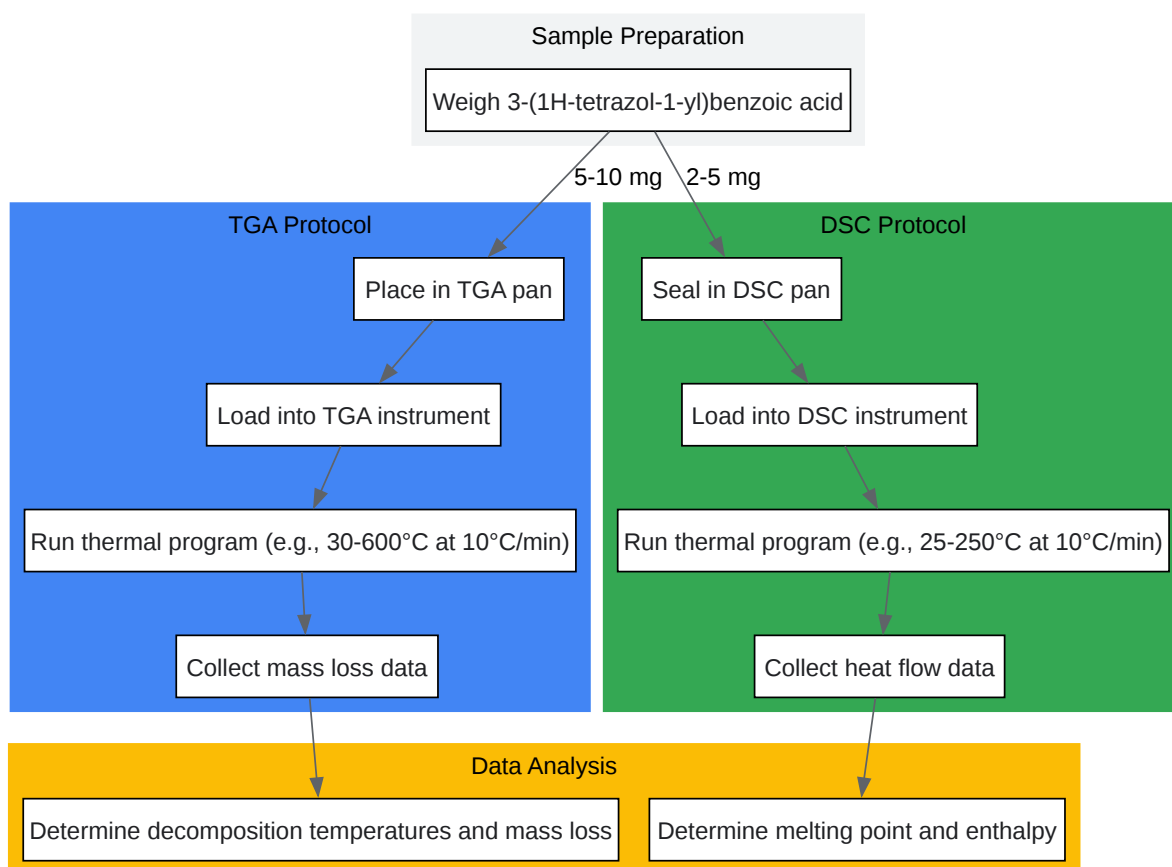 Sample Preparation
Weigh 3-(1H-tetrazol-1-yl)benzoic acid
5-10 mg
2-5 mg
TGA Protocol
Place in TGA pan
Load into TGA instrument
Run thermal program (e.g., 30-600°C at 10°C/min)
Collect mass loss data
DSC Protocol
Seal in DSC pan
Load into DSC instrument
Run thermal program (e.g., 25-250°C at 10°C/min)
Collect heat flow data
Data Analysis
Determine decomposition temperatures and mass loss
Determine melting point and enthalpy